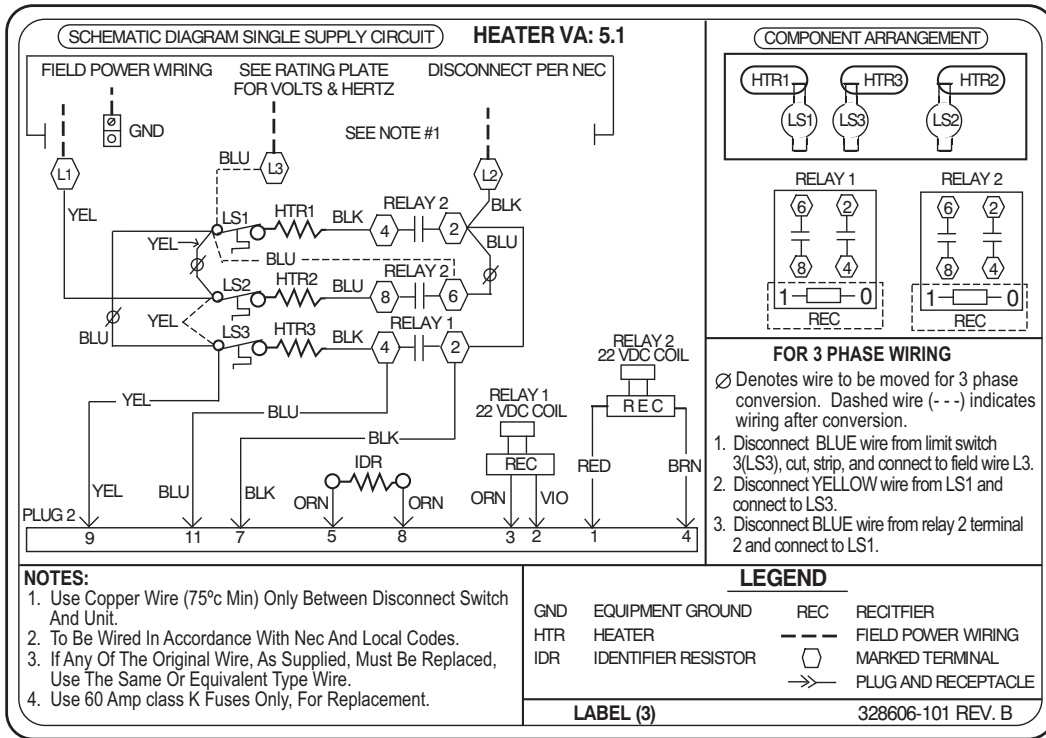 SCHEMATIC DIAGRAM SINGLE SUPPLY CIRCUIT
HEATER VA: 5.1
FIELD POWER WIRING
SEE RATING PLATE
FOR VOLTS & HERTZ
DISCONNECT PER NEC
GND
SEE NOTE #1
L1
BLU
L3
L2
YEL
LS1
HTR1
BLK
4
RELAY 2
2
BLK
YEL
BLU
BLU
LS2
HTR2
BLU
8
RELAY 2
6
YEL
BLU
LS3
HTR3
BLK
4
RELAY 1
2
YEL
BLU
BLK
RELAY 2
22 VDC COIL
REC
RELAY 1
22 VDC COIL
REC
IDR
YEL
BLU
BLK
ORN
ORN
ORN
VIO
RED
BRN
PLUG 2
9
11
7
5
8
3
2
1
4
COMPONENT ARRANGEMENT
HTR1
HTR3
HTR2
LS1
LS3
LS2
RELAY 1
6
2
8
4
1
0
REC
RELAY 2
6
2
8
4
1
0
REC
FOR 3 PHASE WIRING
Ø Denotes wire to be moved for 3 phase
conversion. Dashed wire (- - -) indicates
wiring after conversion.
1. Disconnect BLUE wire from limit switch
3(LS3), cut, strip, and connect to field wire L3.
2. Disconnect YELLOW wire from LS1 and
connect to LS3.
3. Disconnect BLUE wire from relay 2 terminal
2 and connect to LS1.
NOTES:
1. Use Copper Wire (75ºc Min) Only Between Disconnect Switch
And Unit.
2. To Be Wired In Accordance With Nec And Local Codes.
3. If Any Of The Original Wire, As Supplied, Must Be Replaced,
Use The Same Or Equivalent Type Wire.
4. Use 60 Amp class K Fuses Only, For Replacement.
LEGEND
GND EQUIPMENT GROUND
HTR HEATER
IDR IDENTIFIER RESISTOR
REC RECITFIER
FIELD POWER WIRING
MARKED TERMINAL
PLUG AND RECEPTACLE
LABEL (3)
328606-101 REV. B